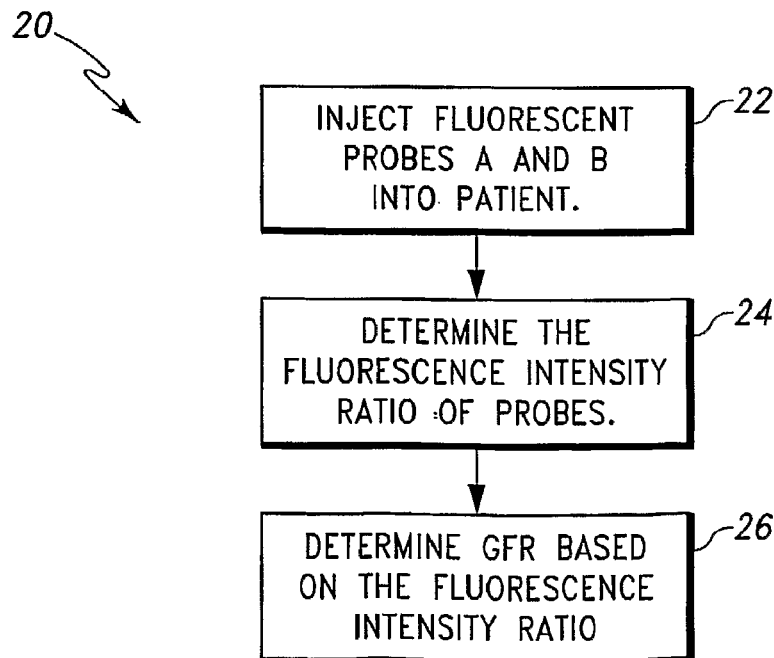 20
INJECT FLUORESCENT
PROBES A AND B
INTO PATIENT.
22
DETERMINE THE
FLUORESCENCE INTENSITY
RATIO OF PROBES.
24
DETERMINE GFR BASED
ON THE FLUORESCENCE
INTENSITY RATIO
26